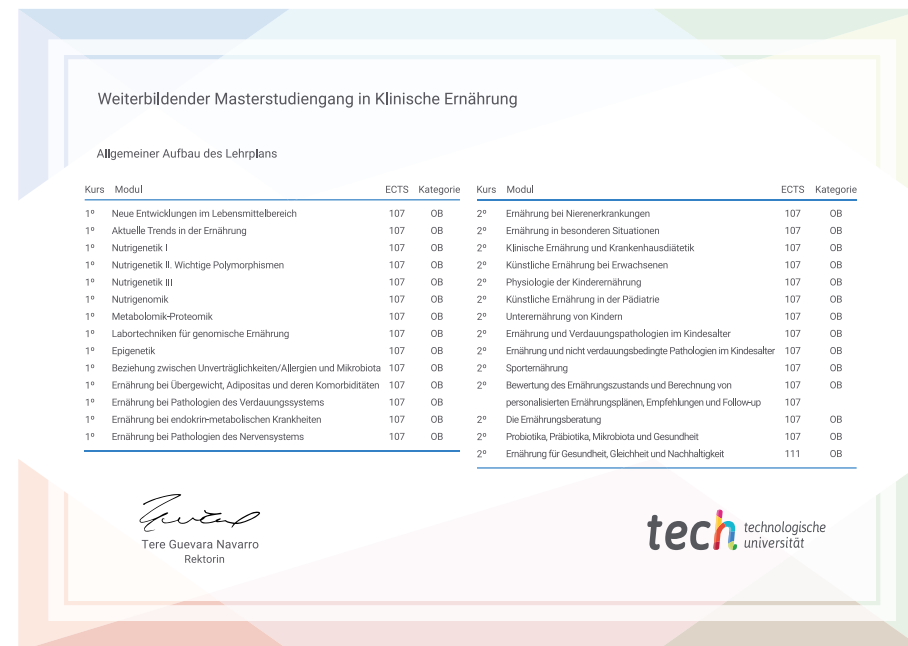 Weiterbildender Masterstudiengang in Klinische Ernährung
Allgemeiner Aufbau des Lehrplans
Kurs Modul ECTS Kategorie
1º Neue Entwicklungen im Lebensmittelbereich 107 OB
1º Aktuelle Trends in der Ernährung 107 OB
1º Nutrigenetik I 107 OB
1º Nutrigenetik II. Wichtige Polymorphismen 107 OB
1º Nutrigenetik III 107 OB
1º Nutrigenomik 107 OB
1º Metabolomik-Proteomik 107 OB
1º Labortechniken für genomische Ernährung 107 OB
1º Epigenetik 107 OB
1º Beziehung zwischen Unverträglichkeiten/Allergien und Mikrobiota 107 OB
1º Ernährung bei Übergewicht, Adipositas und deren Komorbiditäten 107 OB
1º Ernährung bei Pathologien des Verdauungssystems 107 OB
1º Ernährung bei endokrin-metabolischen Krankheiten 107 OB
1º Ernährung bei Pathologien des Nervensystems 107 OB
Kurs Modul ECTS Kategorie
2º Ernährung bei Nierenerkrankungen 107 OB
2º Ernährung in besonderen Situationen 107 OB
2º Klinische Ernährung und Krankenhausdiätetik 107 OB
2º Künstliche Ernährung bei Erwachsenen 107 OB
2º Physiologie der Kinderernährung 107 OB
2º Künstliche Ernährung in der Pädiatrie 107 OB
2º Unterernährung von Kindern 107 OB
2º Ernährung und Verdauungspathologien im Kindesalter 107 OB
2º Ernährung und nicht verdauungsbedingte Pathologien im Kindesalter 107 OB
2º Sporternährung 107 OB
2º Bewertung des Ernährungszustands und Berechnung von 107 OB
personalisierten Ernährungsplänen, Empfehlungen und Follow-up 107
2º Die Ernährungsberatung 107 OB
2º Probiotika, Präbiotika, Mikrobiota und Gesundheit 107 OB
2º Ernährung für Gesundheit, Gleichheit und Nachhaltigkeit 111 OB
Tere Guevara Navarro
Rektorin
tech technologische
universität